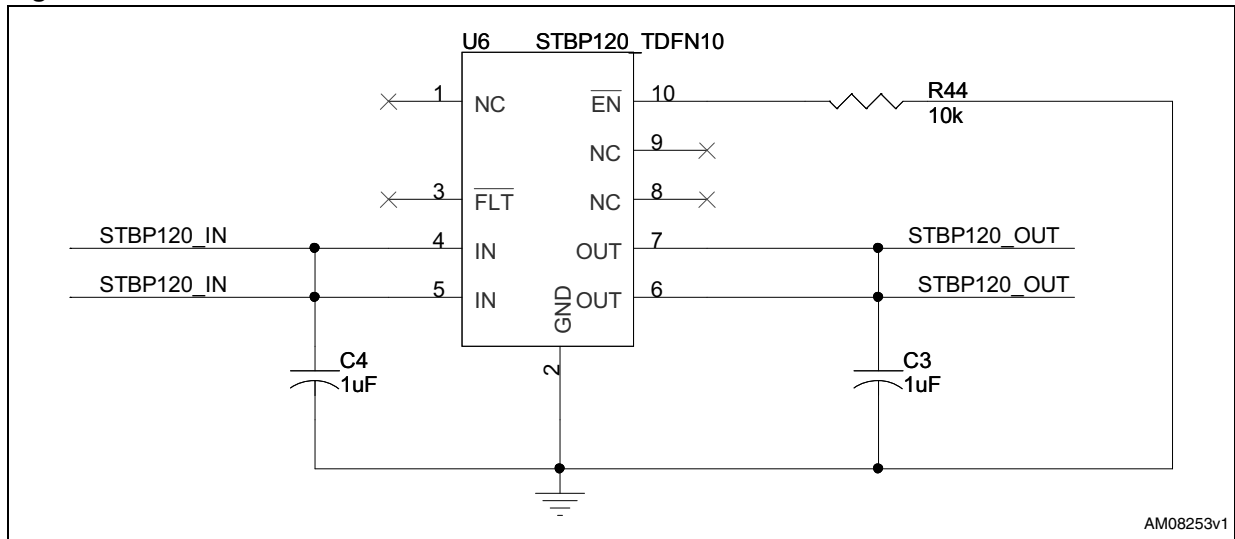 U6 STBP120_TDFN10
1 NC
EN 10
R44
10k
NC 9
3 FLT
NC 8
STBP120_IN 4 IN
OUT 7 STBP120_OUT
STBP120_IN 5 IN
OUT 6 STBP120_OUT
GND
2
C4
1uF
C3
1uF
AM08253v1